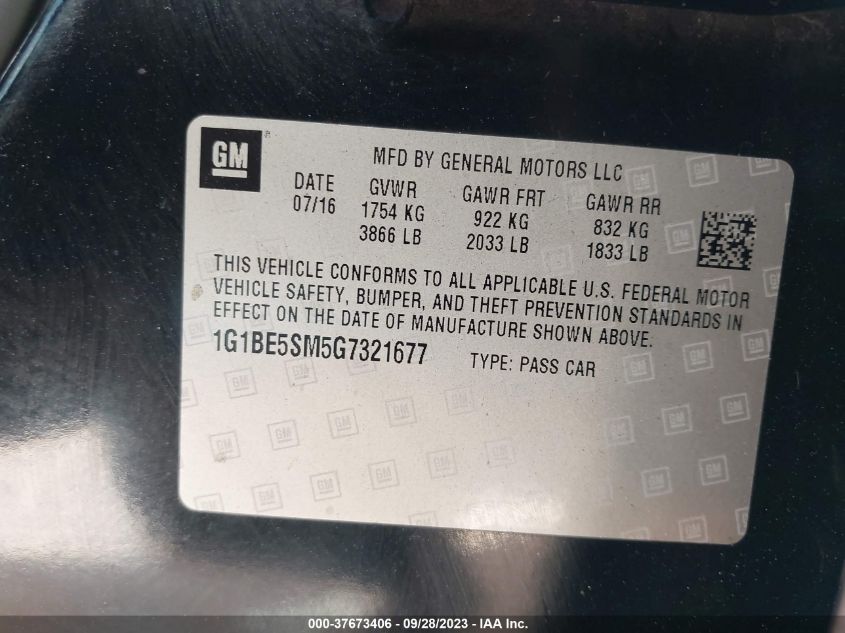 GM
MFD BY GENERAL MOTORS LLC
DATE GVWR GAWR FRT GAWR RR
07/16 1754 KG 922 KG 832 KG
3866 LB 2033 LB 1833 LB
THIS VEHICLE CONFORMS TO ALL APPLICABLE U.S. FEDERAL MOTOR
VEHICLE SAFETY, BUMPER, AND THEFT PREVENTION STANDARDS IN
EFFECT ON THE DATE OF MANUFACTURE SHOWN ABOVE.
1G1BE5SM5G7321677 TYPE: PASS CAR
000-37673406 - 09/28/2023 - IAA Inc.